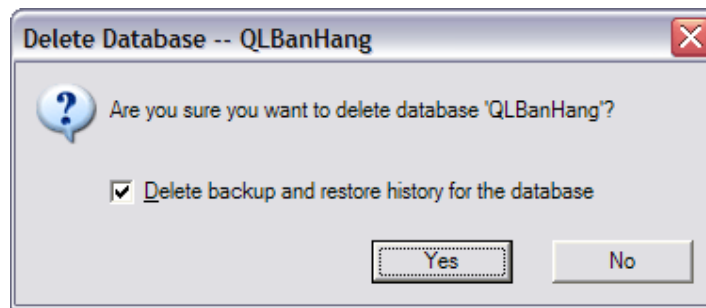 Delete Database -- QLBanHang
Are you sure you want to delete database 'QLBanHang'?
Delete backup and restore history for the database
Yes No